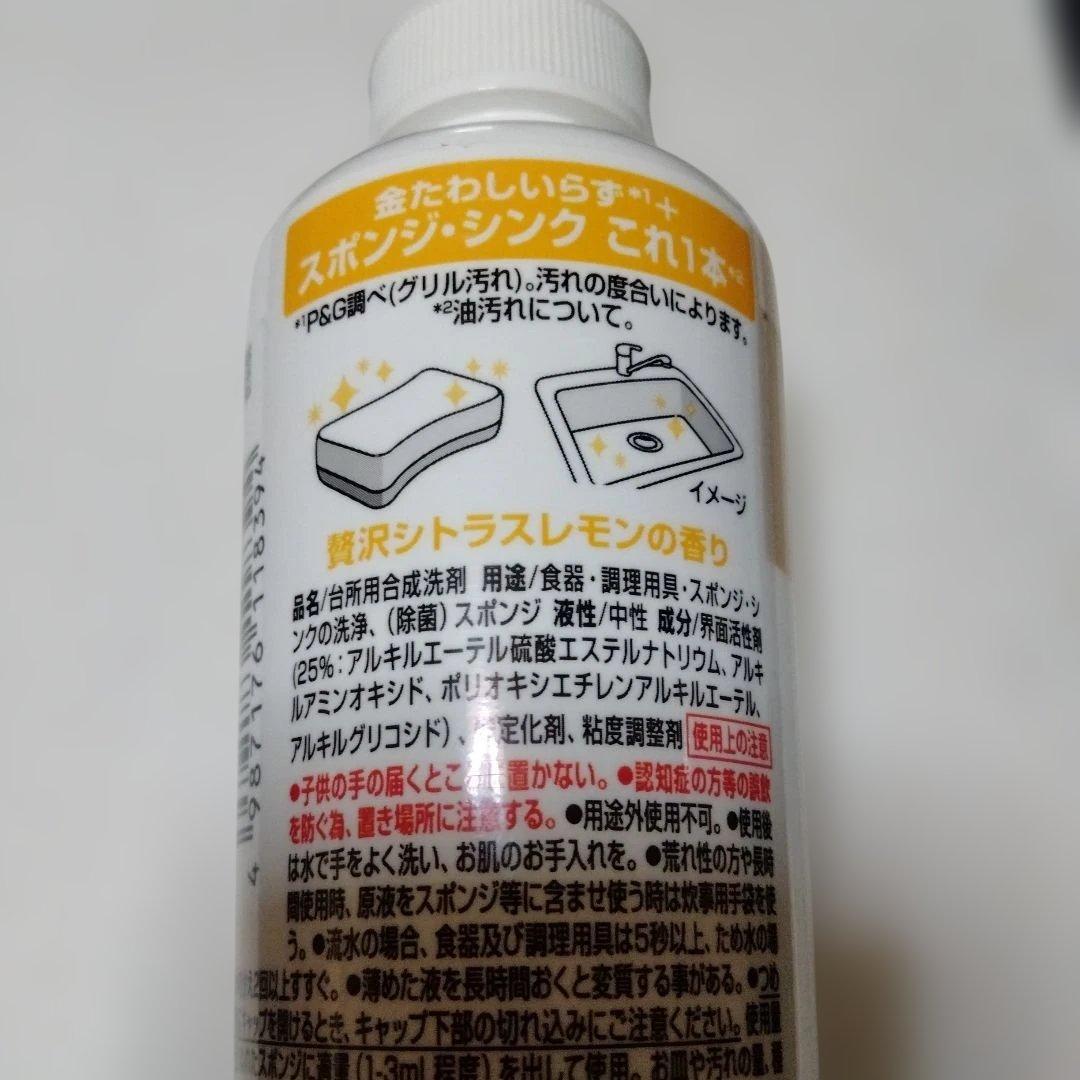 金たわしいらず*1+
スポンジ・シンク これ1本*2
*1P&G調べ(グリル汚れ)。汚れの度合いによります。
*2油汚れについて。
イメージ
贅沢シトラスレモンの香り
品名/台所用合成洗剤 用途/食器・調理用具・スポンジ・シ
ンクの洗浄、(除菌)スポンジ 液性/中性 成分/界面活性剤
(25%:アルキルエーテル硫酸エステルナトリウム、アルキ
ルアミンオキシド、ポリオキシエチレンアルキルエーテル、
アルキルグリコシド)、安定化剤、粘度調整剤 使用上の注意
●子供の手の届くところに置かない。●認知症の方等の誤飲
を防ぐ為、置き場所に注意する。●用途外使用不可。●使用後
は水で手をよく洗い、お肌のお手入れを。●荒れ性の方や長時
間使用時、原液をスポンジ等に含ませ使う時は炊事用手袋を使
う。●流水の場合、食器及び調理用具は5秒以上、ため水の場
2回以上すすぐ。●薄めた液を長時間おくと変質する事がある。●つめ
キャップを開けるとき、キャップ下部の切れ込みにご注意ください。使用量
スポンジに適量(1-3mL程度)を出して使用。お皿や汚れの量、種
4 987176 118394